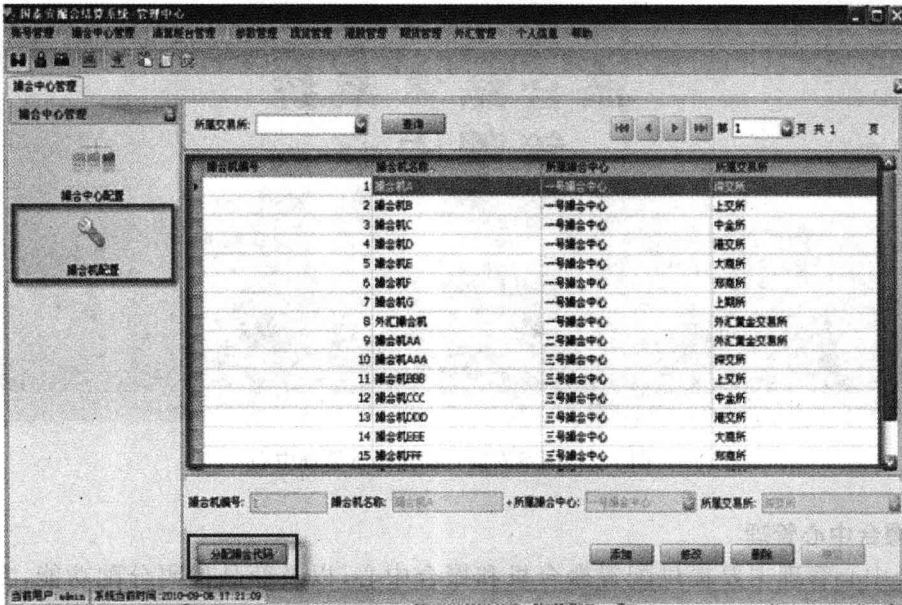 国泰安撮合结算系统 管理中心
账号管理 撮合中心管理 清算柜台管理 参数管理 现货管理 港股管理 期货管理 外汇管理 个人信息 帮助
撮合中心管理
撮合中心管理
撮合中心配置
撮合机配置
所属交易所: 查询 第 1 页 共 1 页
撮合机编号 撮合机名称 所属撮合中心 所属交易所
1 撮合机A 一号撮合中心 深交所
2 撮合机B 一号撮合中心 上交所
3 撮合机C 一号撮合中心 中金所
4 撮合机D 一号撮合中心 港交所
5 撮合机E 一号撮合中心 大商所
6 撮合机F 一号撮合中心 郑商所
7 撮合机G 一号撮合中心 上期所
8 外汇撮合机 一号撮合中心 外汇黄金交易所
9 撮合机AA 二号撮合中心 外汇黄金交易所
10 撮合机AAA 三号撮合中心 深交所
11 撮合机BBB 三号撮合中心 上交所
12 撮合机CCC 三号撮合中心 中金所
13 撮合机DDD 三号撮合中心 港交所
14 撮合机EEE 三号撮合中心 大商所
15 撮合机FFF 三号撮合中心 郑商所
撮合机编号: 1 撮合机名称: 撮合机A +所属撮合中心: 一号撮合中心 所属交易所: 深交所
分配撮合代码 添加 修改 删除
当前用户: admin 系统当前时间:2010-09-06 17:21:09